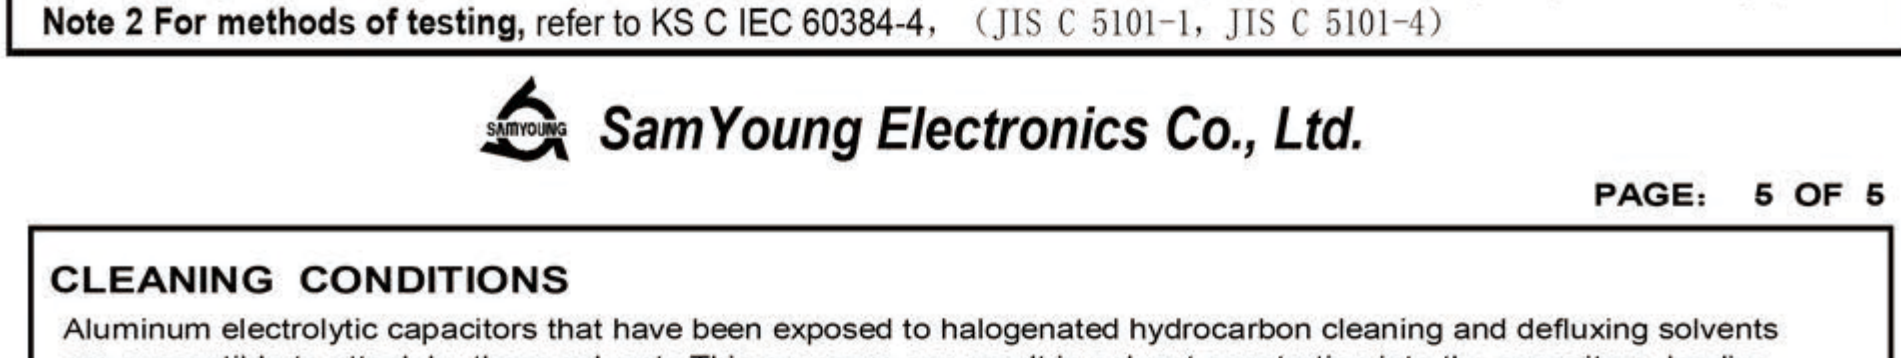 Note 2 For methods of testing, refer to KS C IEC 60384-4, (JIS C 5101-1, JIS C 5101-4)
SAMYOUNG
SamYoung Electronics Co., Ltd.
PAGE: 5 OF 5
CLEANING CONDITIONS
Aluminum electrolytic capacitors that have been exposed to halogenated hydrocarbon cleaning and defluxing solvents